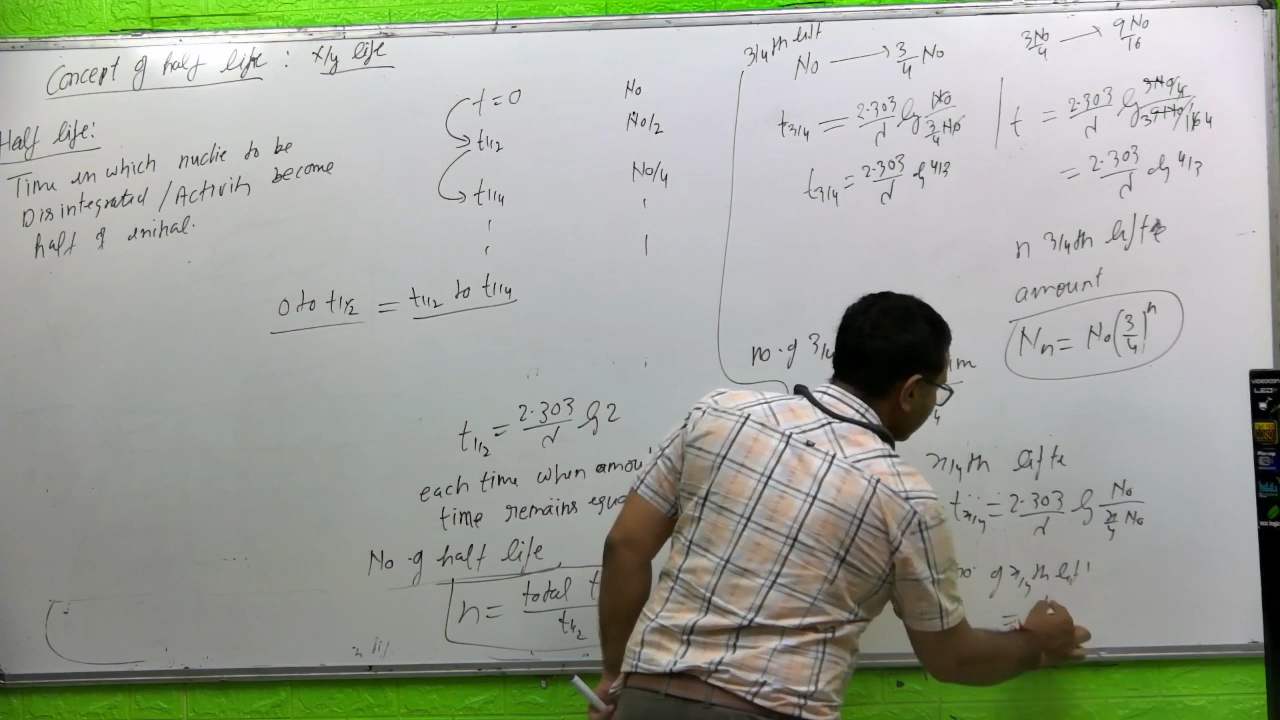 Concept of half life : x/y life
Half life:
Time in which nuclie to be
Disintegrated / Activity become
half of inital.
t = 0 No
t1/2 No/2
t1/4 No/4
0 to t1/2 = t1/2 to t1/4
t1/2 = 2.303/λ log 2
each time when amou
time remains equa
No. of half life
n = total t / t1/2
3/4th life
No → 3/4 No
t3/4 = 2.303/λ log No / 3/4 No
t3/4 = 2.303/λ log 4/3
3No/4 → 9No/16
t = 2.303/λ log 3No/4 / 9No/16
= 2.303/λ log 4/3
n 3/4th life
amount
Nn = No(3/4)^n
no. of 3/4
x/yth life
tx/y = 2.303/λ log No / x/y No
no. of x/yth
=